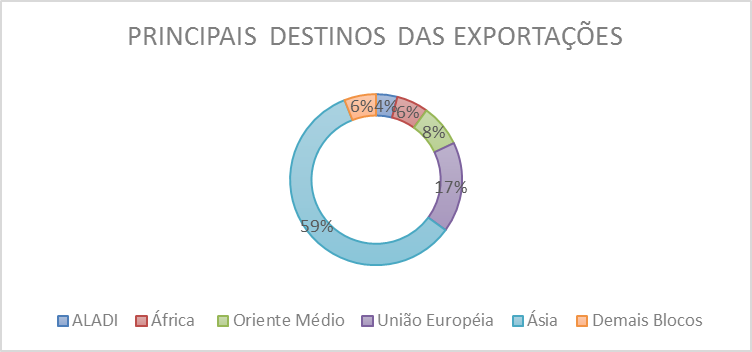 PRINCIPAIS DESTINOS DAS EXPORTAÇÕES
6% 4% 6%
8%
17%
59%
ALADI África Oriente Médio União Européia Ásia Demais Blocos